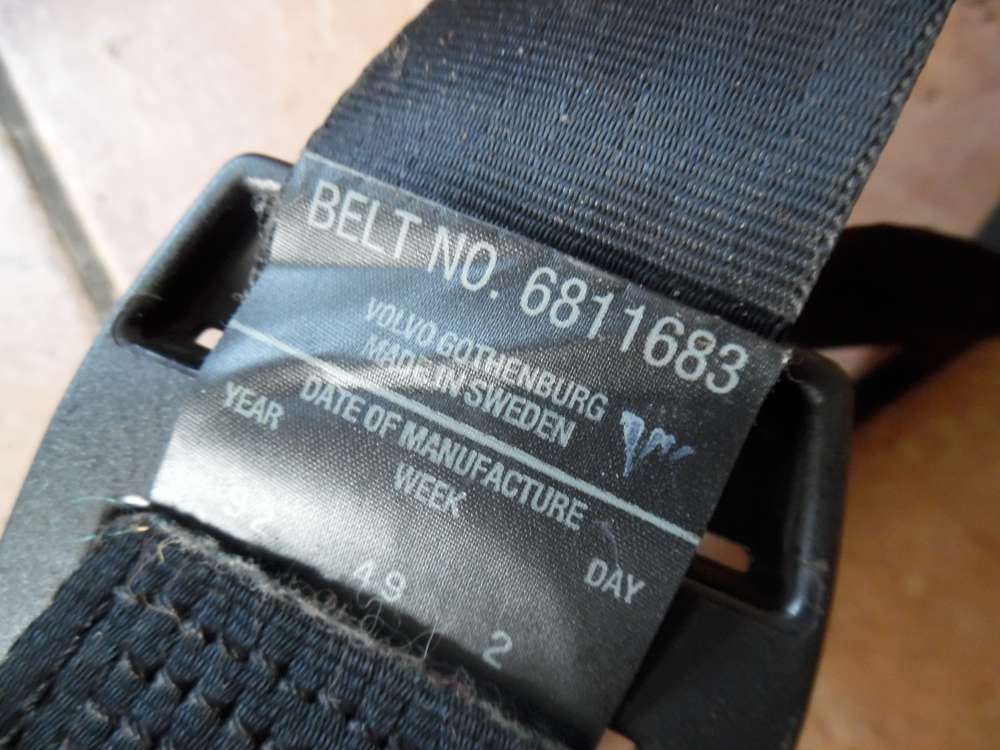 BELT NO. 6811683
VOLVO GOTHENBURG
MADE IN SWEDEN
DATE OF MANUFACTURE
YEAR WEEK DAY
92 49 2